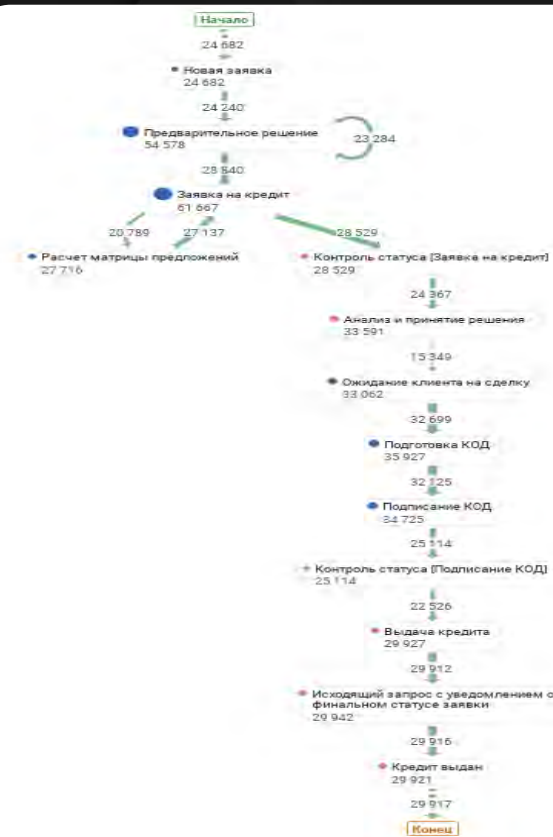 Начало
24 682
Новая заявка
24 682
24 240
Предварительное решение
54 578
23 284
28 840
Заявка на кредит
61 667
20 789
27 137
28 529
Расчет матрицы предложений
27 716
Контроль статуса [Заявка на кредит]
28 529
24 367
Анализ и принятие решения
33 591
15 349
Ожидание клиента на сделку
33 062
32 699
Подготовка КОД
35 927
32 125
Подписание КОД
34 725
25 114
Контроль статуса [Подписание КОД]
25 114
22 526
Выдача кредита
29 927
29 912
Исходящий запрос с уведомлением о
финальном статусе заявки
29 942
29 916
Кредит выдан
29 921
29 917
Конец